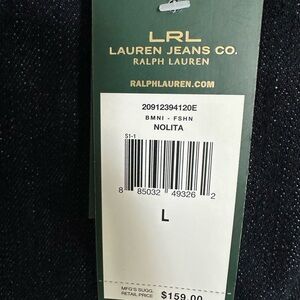 LRL
LAUREN JEANS CO.
RALPH LAUREN
RALPHLAUREN.COM
20912394120E
BMNI - FSHN
NOLITA
S1-1
8 85032 49326 2
L
MFG'S SUGG.
RETAIL PRICE $159.00